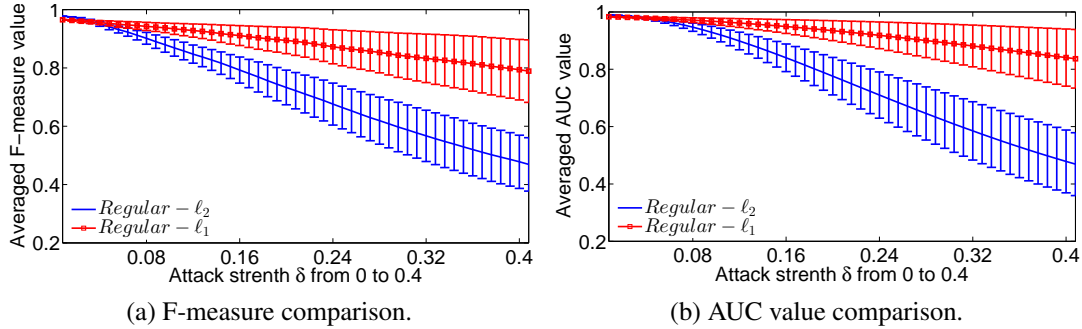 Averaged F-measure value
1
0.8
0.6
0.4
0.2
Regular - ℓ2
Regular - ℓ1
0.08 0.16 0.24 0.32 0.4
Attack strenth δ from 0 to 0.4
(a) F-measure comparison.
Averaged AUC value
1
0.8
0.6
0.4
0.2
Regular - ℓ2
Regular - ℓ1
0.08 0.16 0.24 0.32 0.4
Attack strenth δ from 0 to 0.4
(b) AUC value comparison.